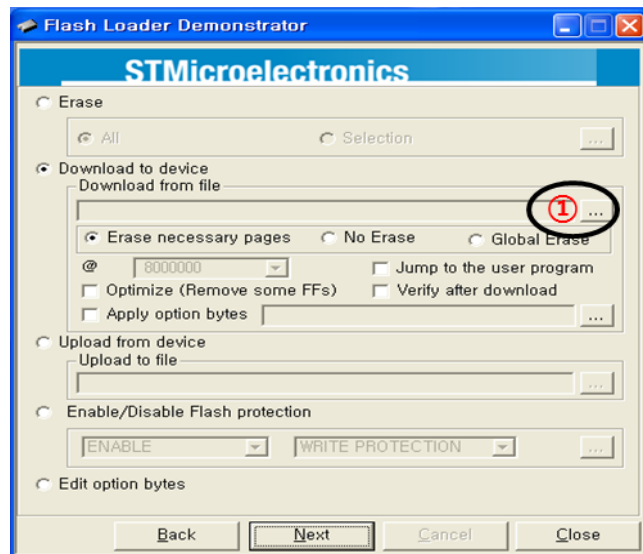 Flash Loader Demonstrator
STMicroelectronics
Erase
All Selection ...
Download to device
Download from file
① ...
Erase necessary pages No Erase Global Erase
@ 8000000 Jump to the user program
Optimize (Remove some FFs) Verify after download
Apply option bytes ...
Upload from device
Upload to file
...
Enable/Disable Flash protection
ENABLE WRITE PROTECTION ...
Edit option bytes
Back Next Cancel Close